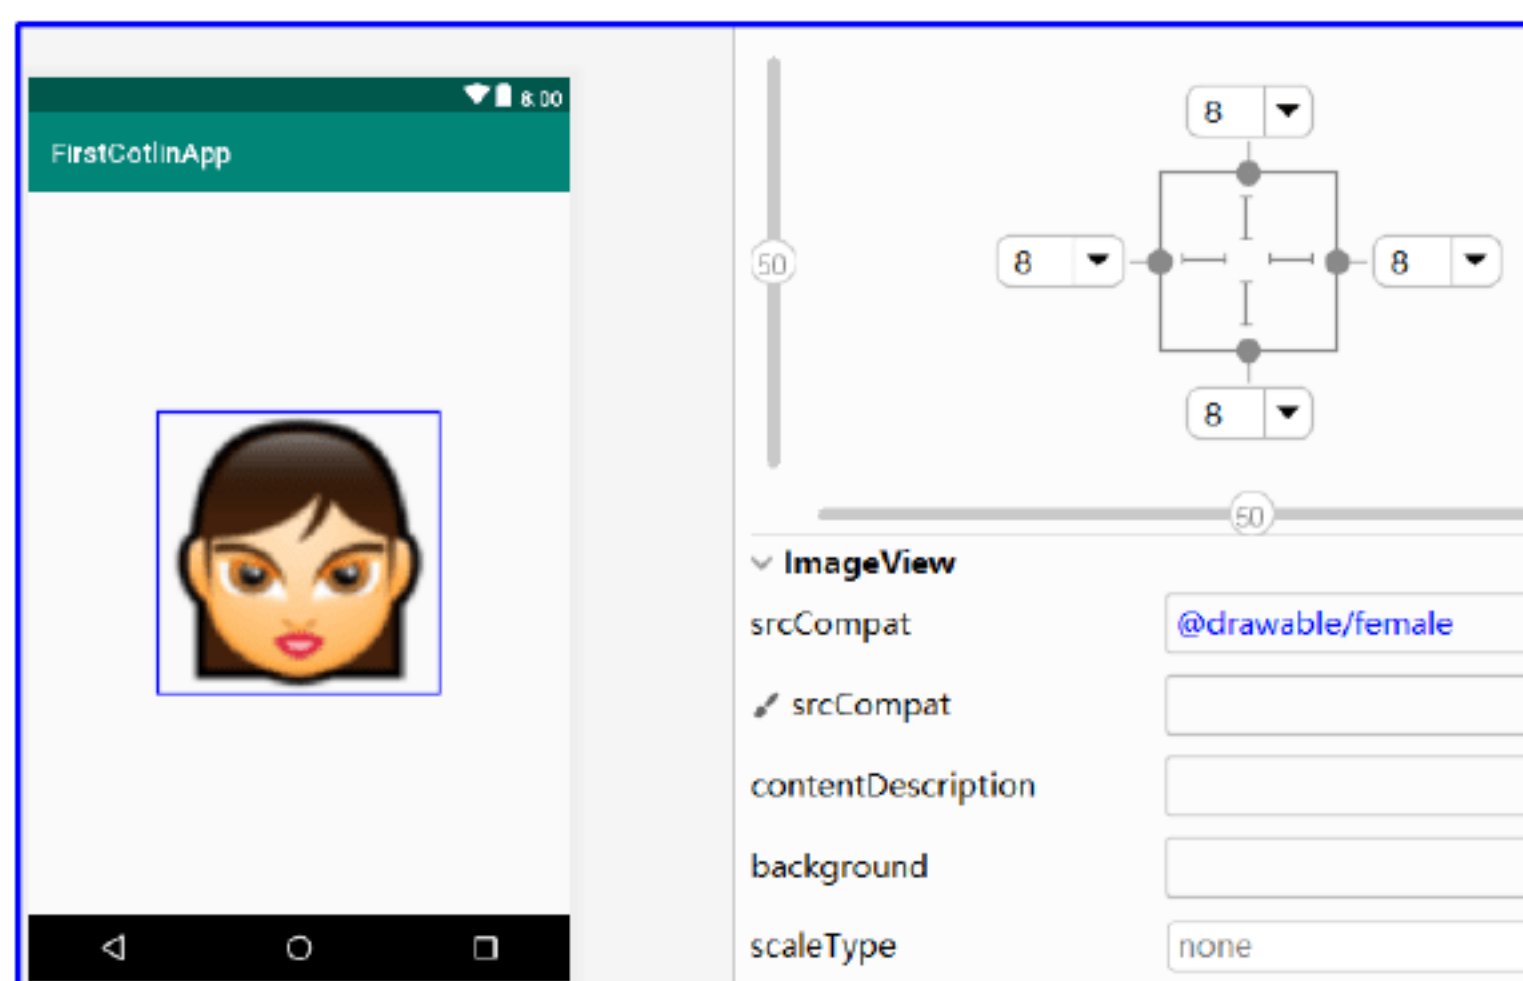 8:00
FirstCotlinApp
8
50
8
8
8
50
ImageView
srcCompat @drawable/female
srcCompat
contentDescription
background
scaleType none